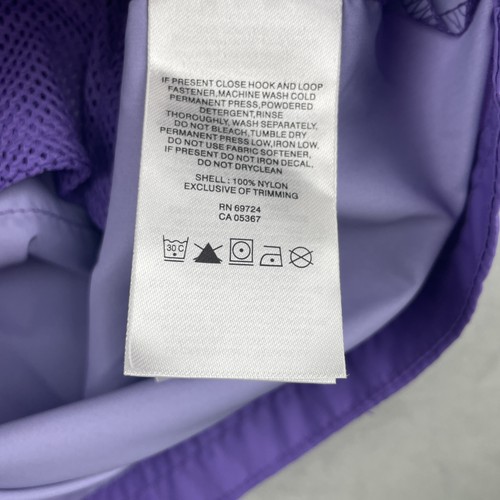 IF PRESENT CLOSE HOOK AND LOOP
FASTENER,MACHINE WASH COLD
PERMANENT PRESS,POWDERED
DETERGENT,RINSE
THOROUGHLY, WASH SEPARATELY,
DO NOT BLEACH,TUMBLE DRY
PERMANENT PRESS LOW,IRON LOW,
DO NOT USE FABRIC SOFTENER,
IF PRESENT DO NOT IRON DECAL,
DO NOT DRYCLEAN
SHELL : 100% NYLON
EXCLUSIVE OF TRIMMING
RN 69724
CA 05367
30 C